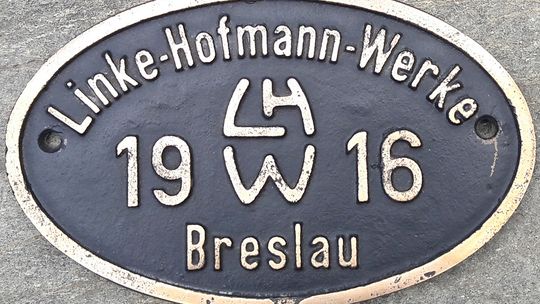 Linke-Hofmann-Werke
LH
19 W 16
Breslau